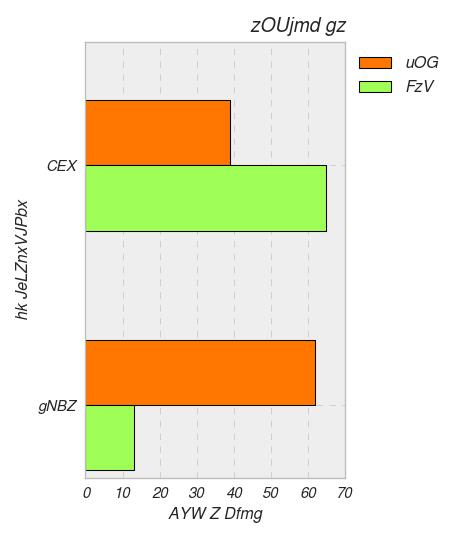 zOUjmd gz
uOG
FzV
CEX
hk JeLZnxVJPbx
gNBZ
0 10 20 30 40 50 60 70
AYW Z Dfmg